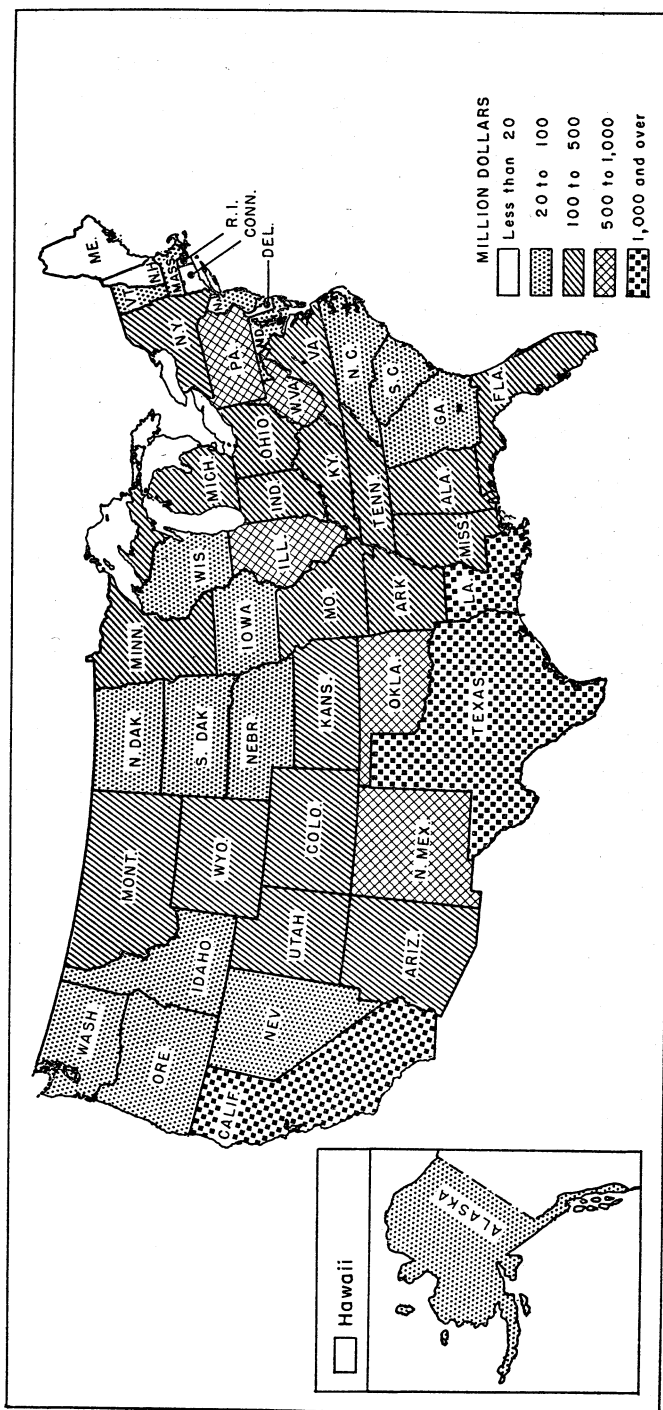 WASH.
ORE.
CALIF.
IDAHO
NEV.
MONT.
WYO.
UTAH
ARIZ.
COLO.
N. MEX.
N. DAK.
S. DAK
NEBR.
KANS.
OKLA.
TEXAS
MINN.
IOWA
MO.
ARK.
LA.
WIS.
ILL.
MICH.
IND.
OHIO
KY.
TENN.
MISS.
ALA.
GA.
FLA.
S.C.
N.C.
VA.
W.VA.
PA.
N.Y.
MD.
N.H.
MASS.
ME.
R.I.
CONN.
DEL.
Hawaii
ALASKA
MILLION DOLLARS
Less than 20
20 to 100
100 to 500
500 to 1,000
1,000 and over